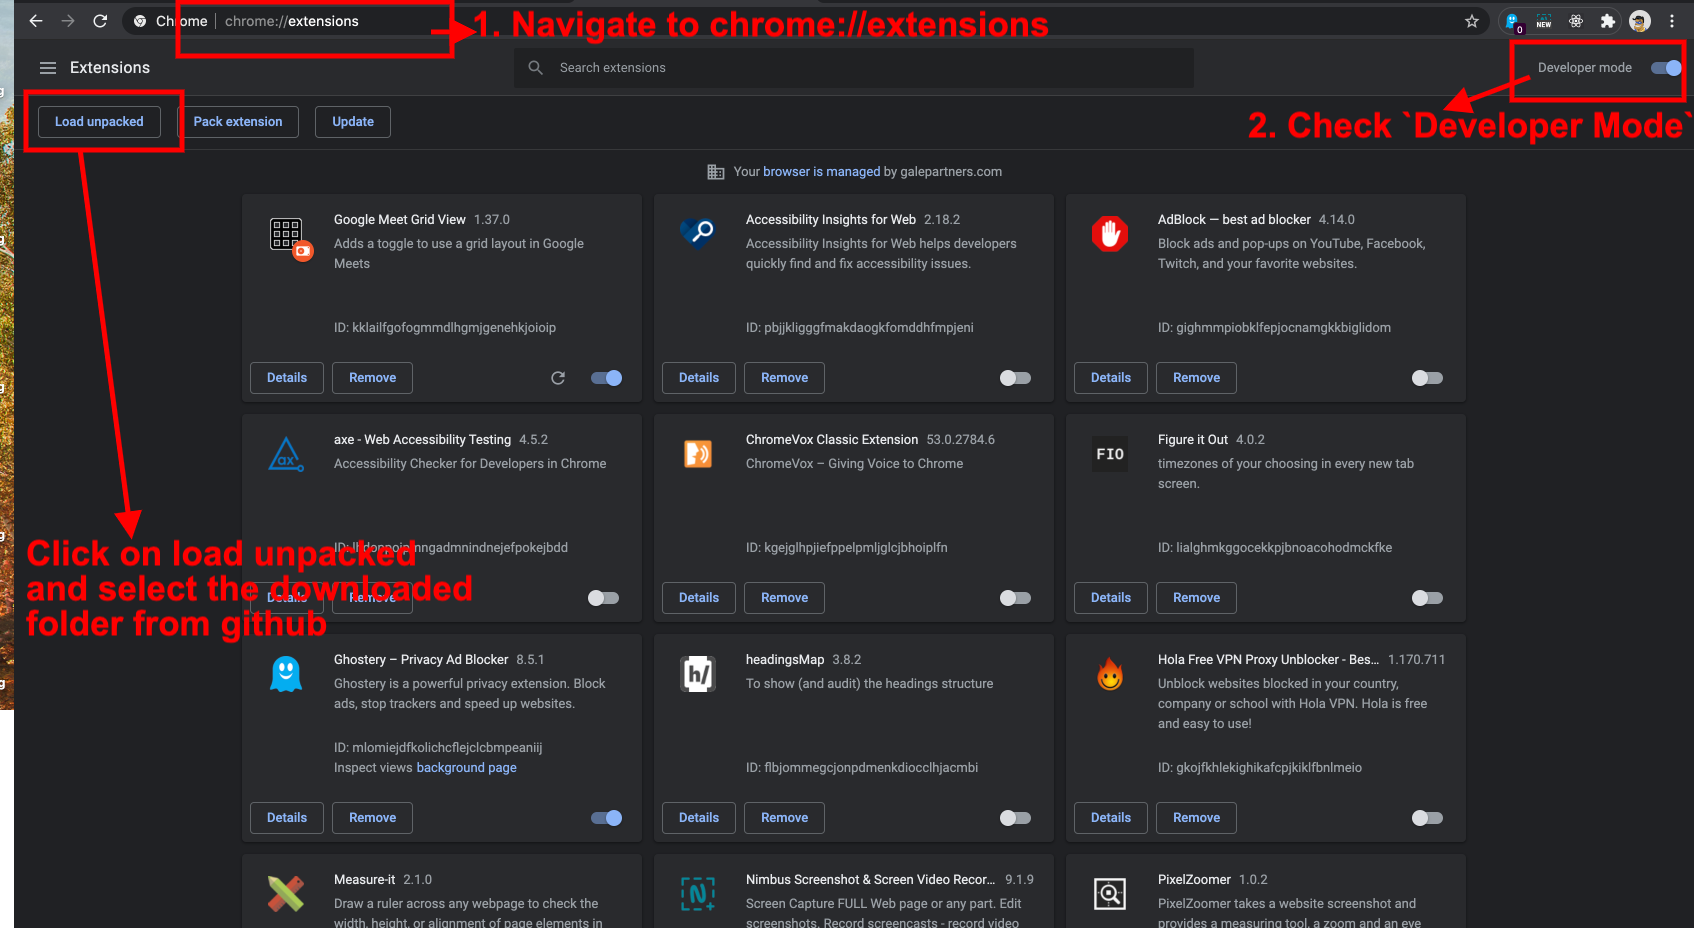 Chrome chrome://extensions
1. Navigate to chrome://extensions
0
NEW
Extensions
Search extensions
Developer mode
2. Check `Developer Mode`
Load unpacked
Pack extension
Update
Your browser is managed by galepartners.com
Google Meet Grid View 1.37.0
Adds a toggle to use a grid layout in Google
Meets
ID: kklailfgofogmmdlhgmjgenehkjoioip
Details
Remove
Accessibility Insights for Web 2.18.2
Accessibility Insights for Web helps developers
quickly find and fix accessibility issues.
ID: pbjjkligggfmakdaogkfomddhfmpjeni
Details
Remove
AdBlock — best ad blocker 4.14.0
Block ads and pop-ups on YouTube, Facebook,
Twitch, and your favorite websites.
ID: gighmmpiobklfepjocnamgkkbiglidom
Details
Remove
ax
axe - Web Accessibility Testing 4.5.2
Accessibility Checker for Developers in Chrome
Click on load unpacked
and select the downloaded
folder from github
Details
Remove
ChromeVox Classic Extension 53.0.2784.6
ChromeVox – Giving Voice to Chrome
ID: kgejglhpjiefppelpmljglcjbhoiplfn
Details
Remove
FIO
Figure it Out 4.0.2
timezones of your choosing in every new tab
screen.
ID: lialghmkggocekkpjbnoacohodmckfke
Details
Remove
Ghostery – Privacy Ad Blocker 8.5.1
Ghostery is a powerful privacy extension. Block
ads, stop trackers and speed up websites.
ID: mlomiejdfkolichcflejclcbmpeaniij
Inspect views background page
Details
Remove
h/
headingsMap 3.8.2
To show (and audit) the headings structure
ID: flbjommegcjonpdmenkdiocclhjacmbi
Details
Remove
Hola Free VPN Proxy Unblocker - Bes... 1.170.711
Unblock websites blocked in your country,
company or school with Hola VPN. Hola is free
and easy to use!
ID: gkojfkhlekighikafcpjkiklfbnlmeio
Details
Remove
Measure-it 2.1.0
Draw a ruler across any webpage to check the
width, height, or alignment of page elements in
N
Nimbus Screenshot & Screen Video Recor... 9.1.9
Screen Capture FULL Web page or any part. Edit
screenshots. Record screencasts - record video
PixelZoomer 1.0.2
PixelZoomer takes a website screenshot and
provides a measuring tool, a zoom and an eye